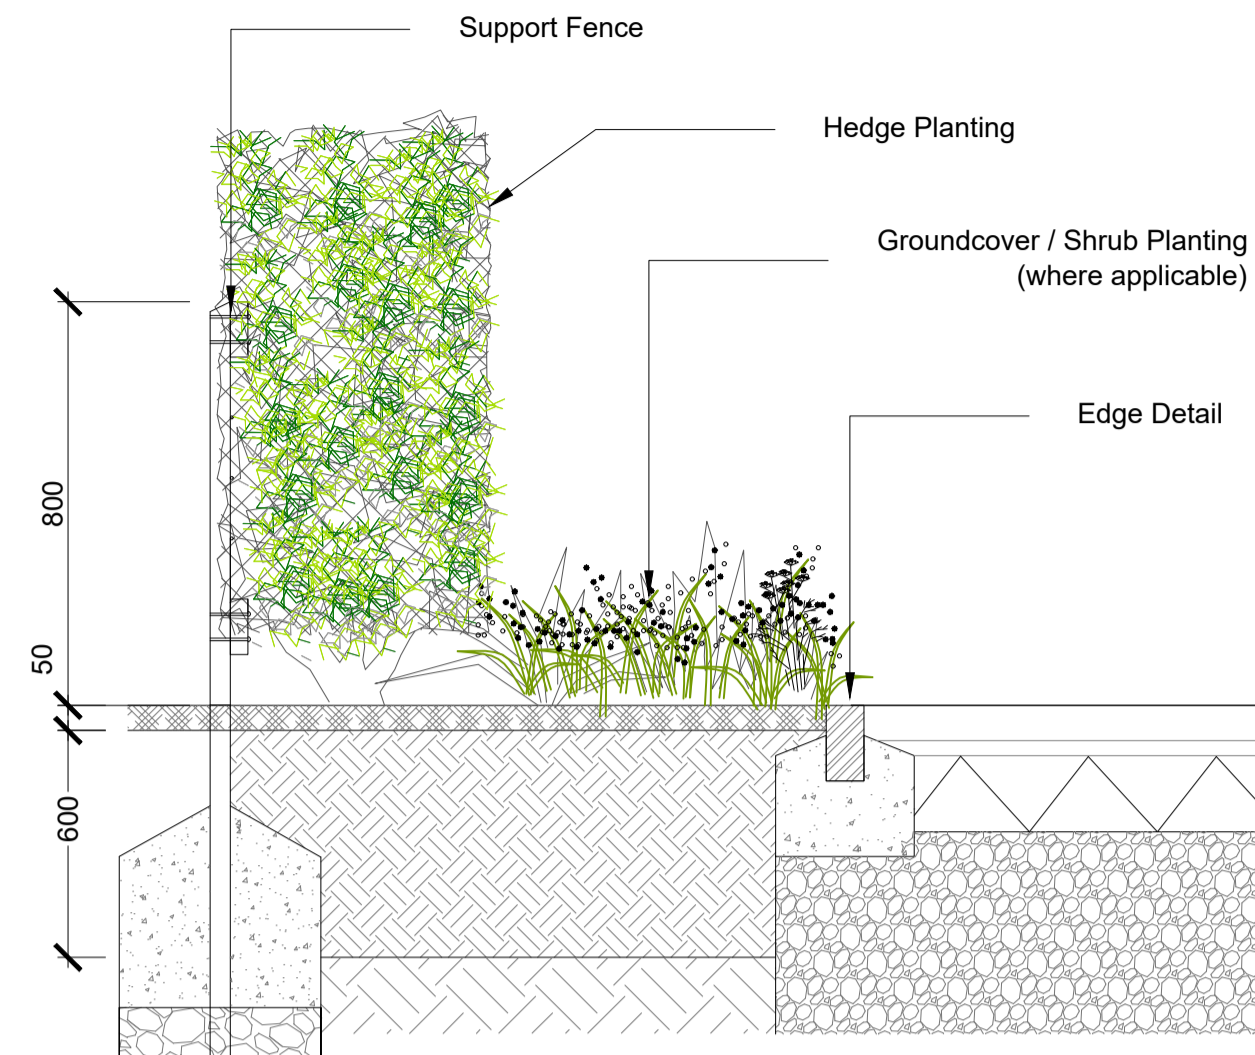 Support Fence
Hedge Planting
Groundcover / Shrub Planting
(where applicable)
Edge Detail
800
50
600